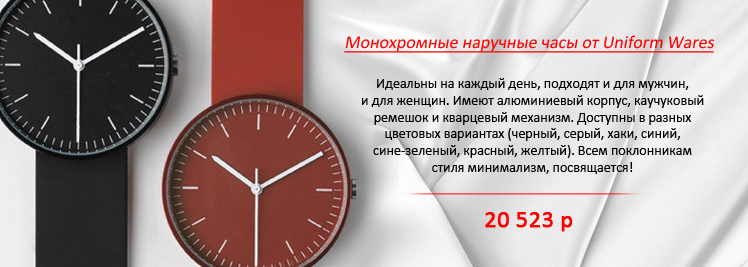 Монохромные наручные часы от Uniform Wares
Идеальны на каждый день, подходят и для мужчин,
и для женщин. Имеют алюминиевый корпус, каучуковый
ремешок и кварцевый механизм. Доступны в разных
цветовых вариантах (черный, серый, хаки, синий,
сине-зеленый, красный, желтый). Всем поклонникам
стиля минимализм, посвящается!
20 523 р